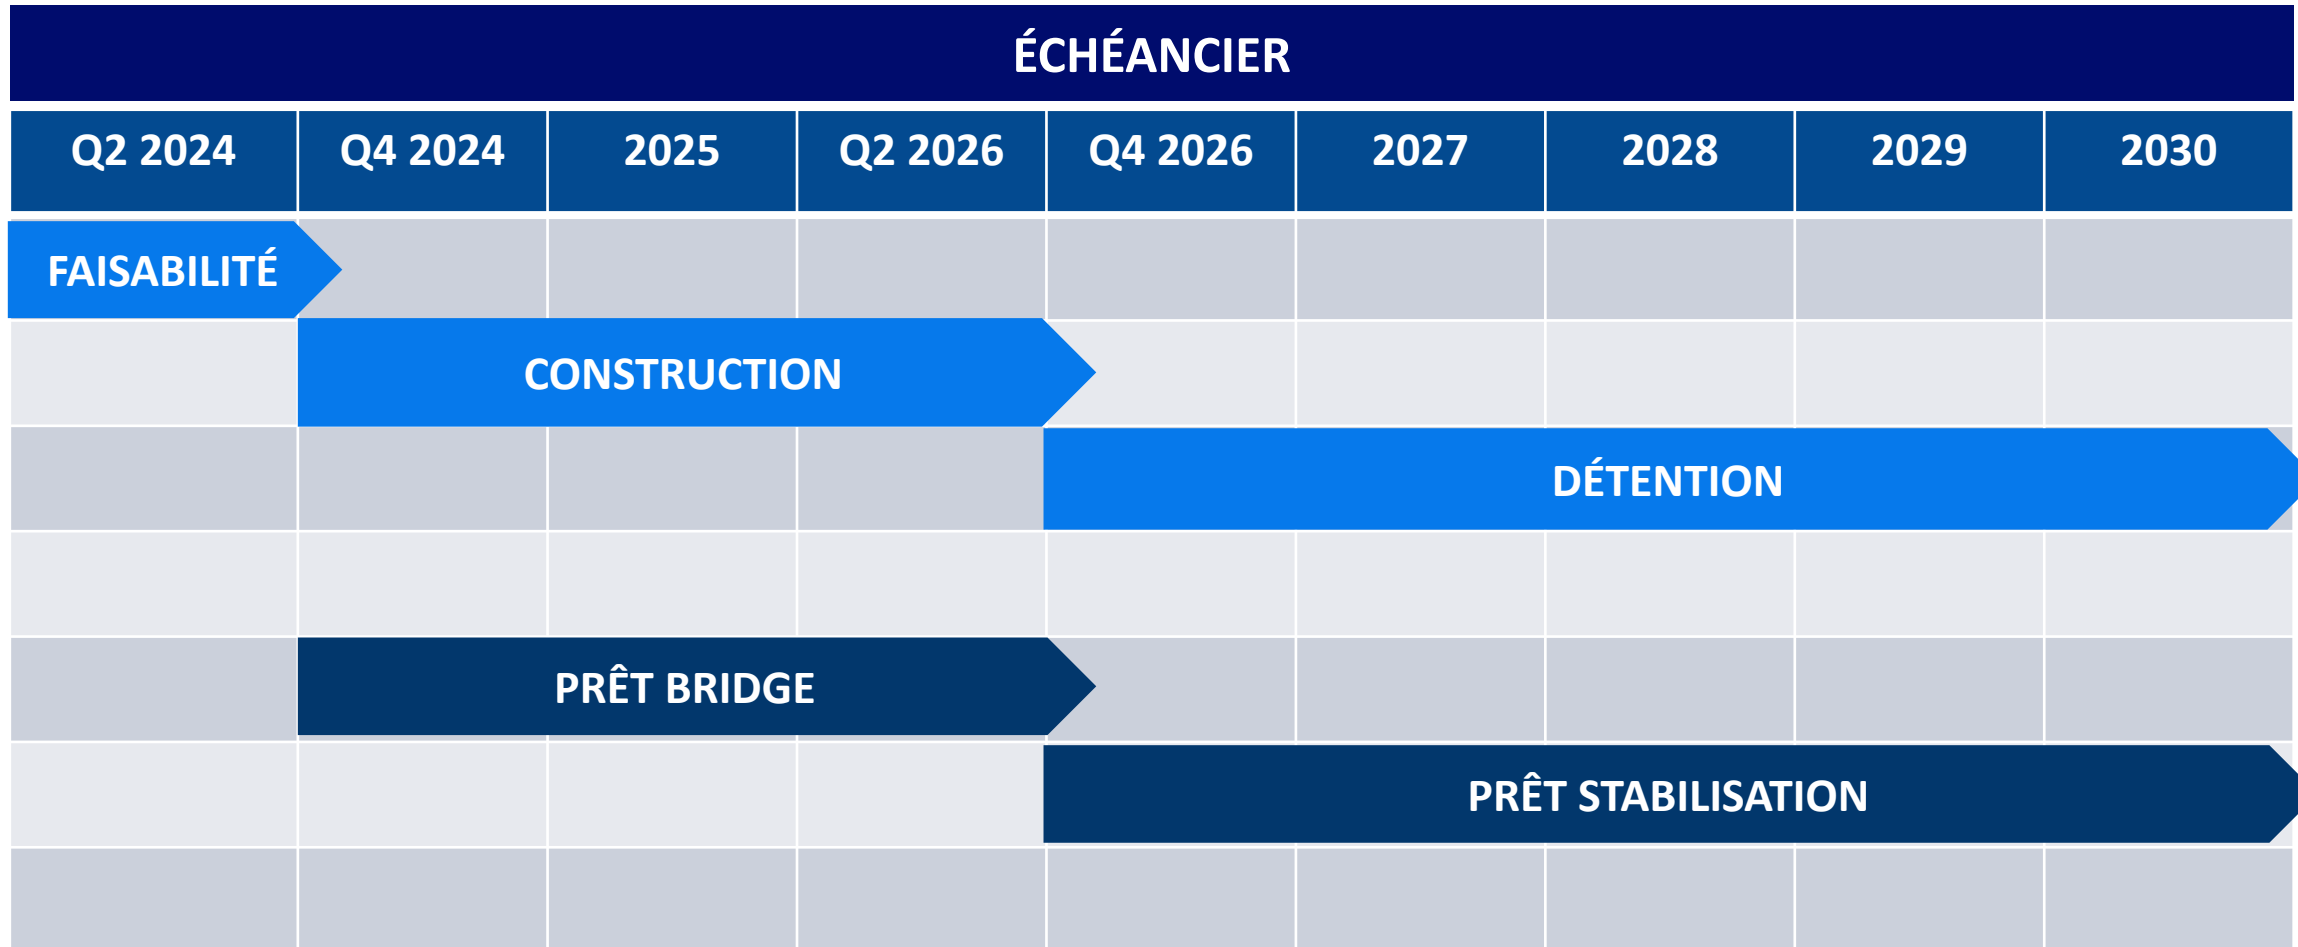 ÉCHÉANCIER
Q2 2024 Q4 2024 2025 Q2 2026 Q4 2026 2027 2028 2029 2030
FAISABILITÉ
CONSTRUCTION
DÉTENTION
PRÊT BRIDGE
PRÊT STABILISATION